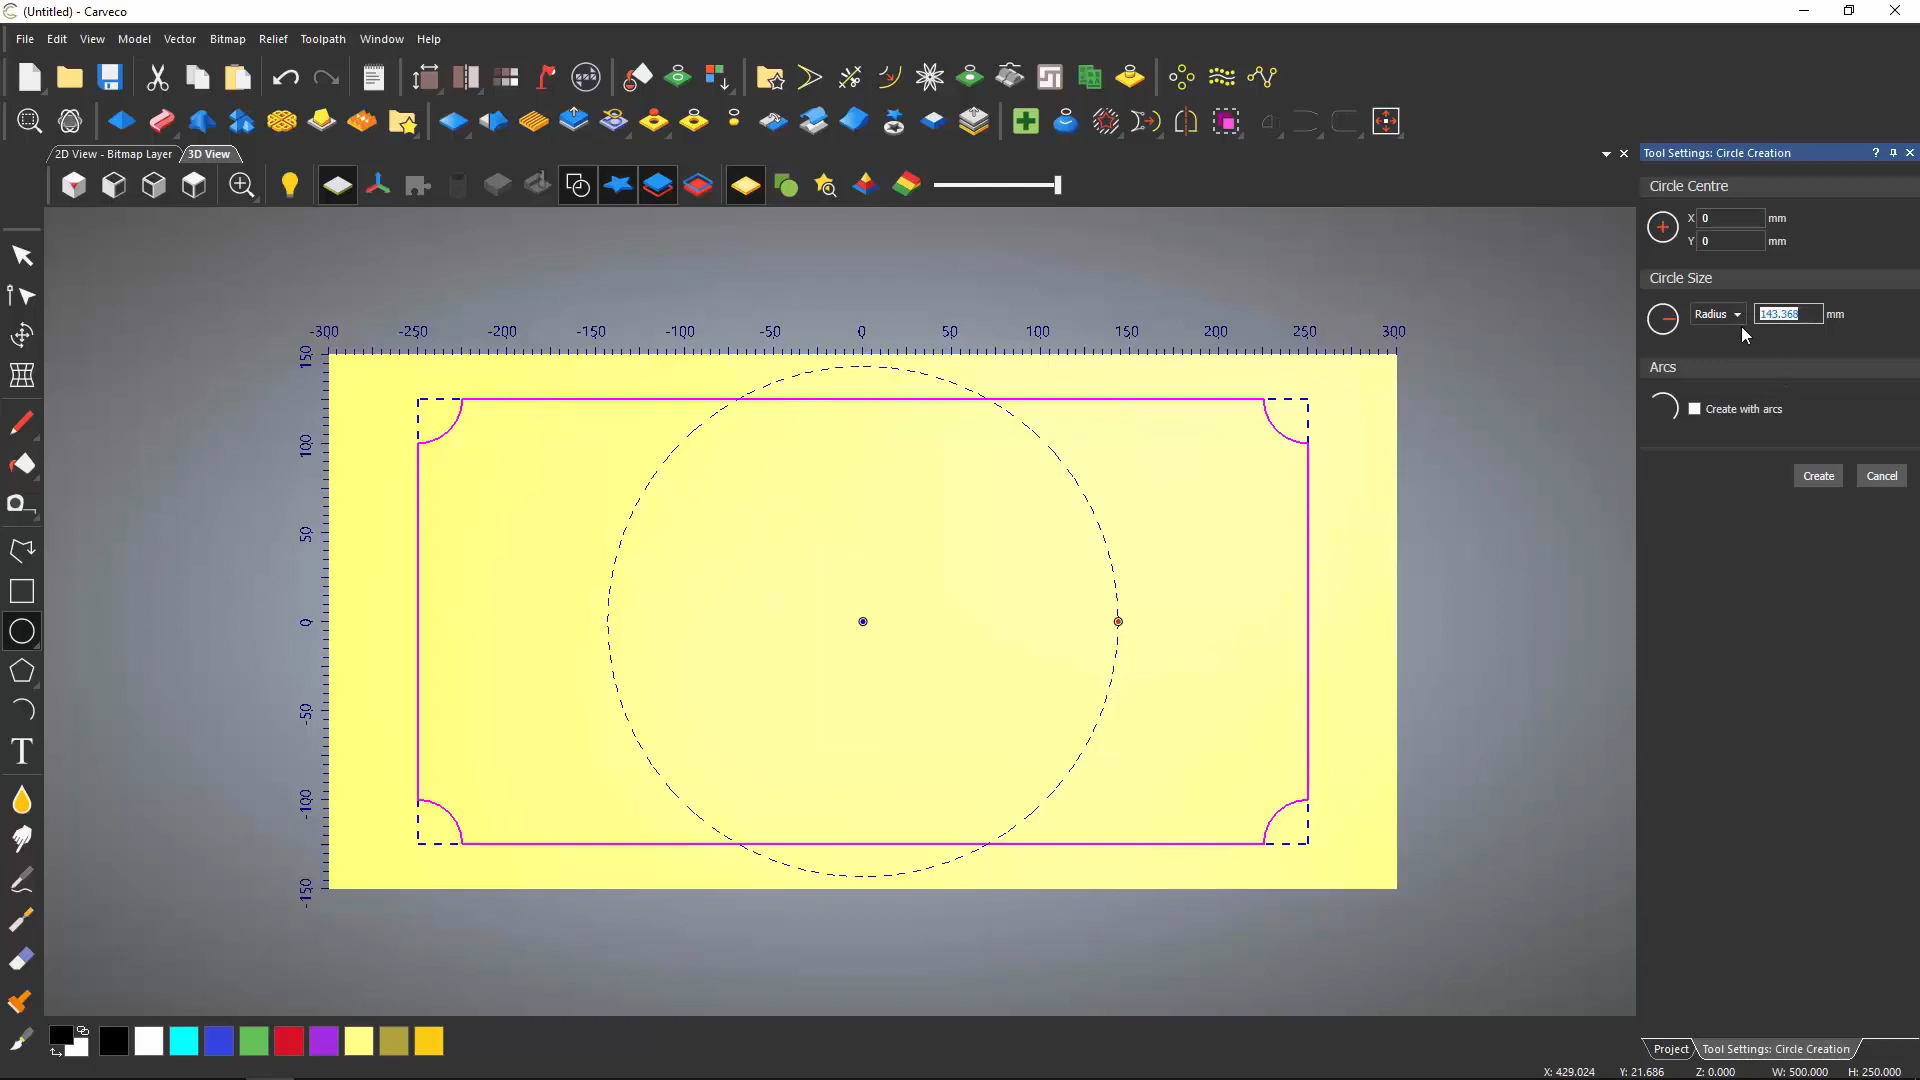 (Untitled) - Carveco
File Edit View Model Vector Bitmap Relief Toolpath Window Help
2D View - Bitmap Layer 3D View
Tool Settings: Circle Creation
Circle Centre
X 0 mm
Y 0 mm
Circle Size
Radius 143.368 mm
Arcs
Create with arcs
Create Cancel
-300 -250 -200 -150 -100 -50 0 50 100 150 200 250 300
150
100
50
0
-50
-100
-150
T
Project Tool Settings: Circle Creation
X: 429.024 Y: 21.686 Z: 0.000 W: 500.000 H: 250.000